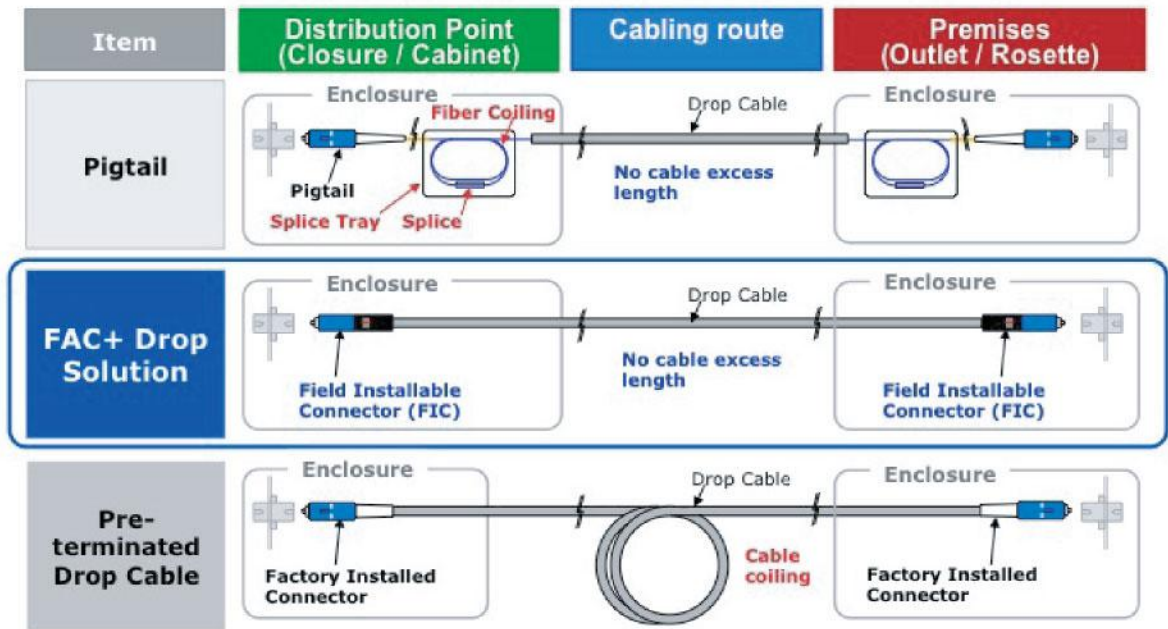 Item
Distribution Point
(Closure / Cabinet)
Cabling route
Premises
(Outlet / Rosette)
Pigtail
Enclosure
Fiber Coiling
Pigtail
Splice Tray
Splice
Drop Cable
No cable excess
length
Enclosure
FAC+ Drop
Solution
Enclosure
Field Installable
Connector (FIC)
Drop Cable
No cable excess
length
Enclosure
Field Installable
Connector (FIC)
Pre-
terminated
Drop Cable
Enclosure
Factory Installed
Connector
Drop Cable
Cable
coiling
Enclosure
Factory Installed
Connector